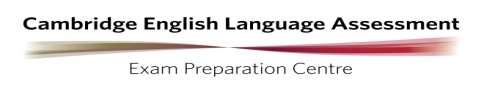 Cambridge English Language Assessment
Exam Preparation Centre